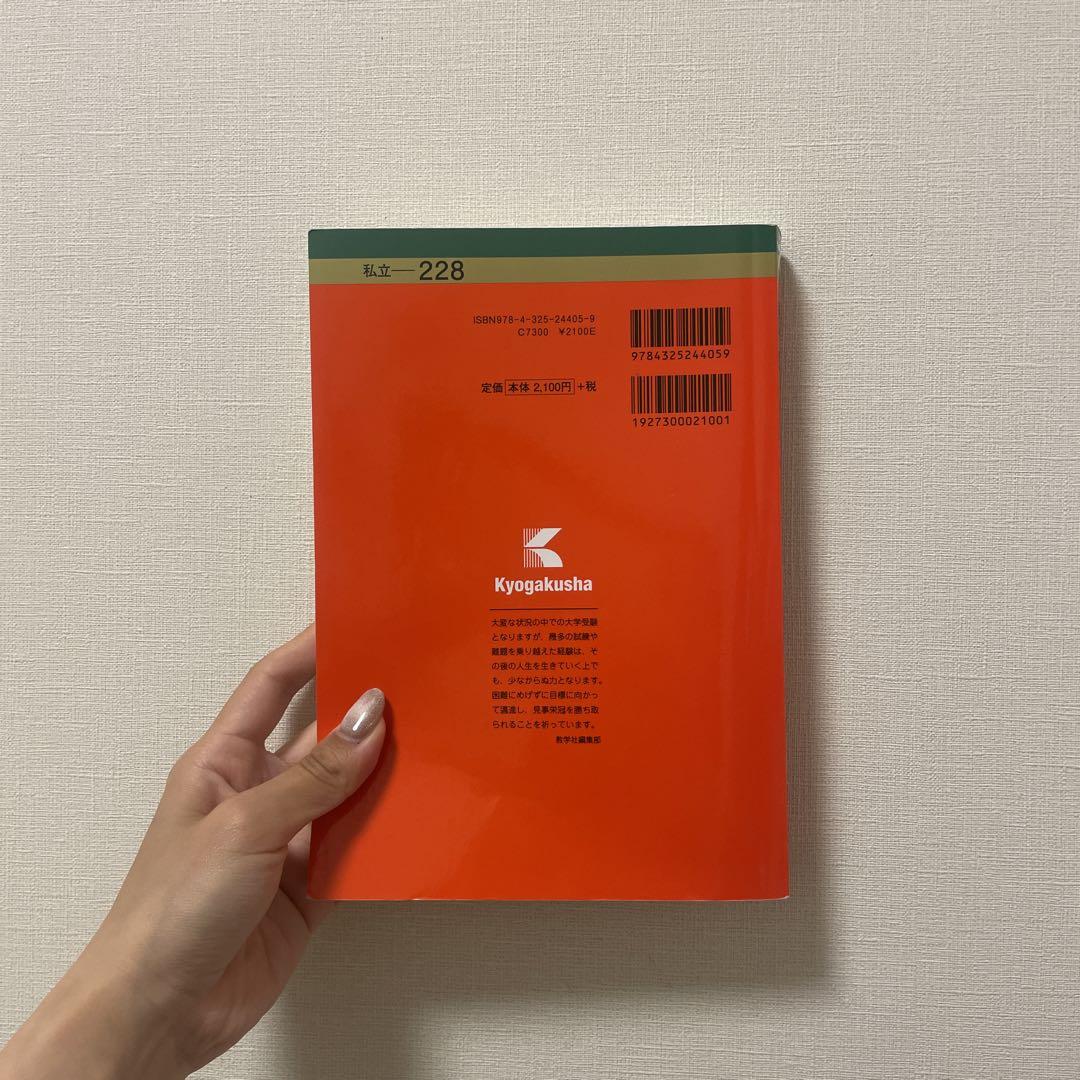 私立—228
ISBN978-4-325-24405-9
C7300 ¥2100E
9784325244059
定価 本体 2,100円 +税
1927300021001
Kyogakusha
大変な状況の中での大学受験
となりますが、幾多の試練や
難題を乗り越えた経験は、そ
の後の人生を生きていく上で
も、少なからぬ力となります。
困難にめげずに目標に向かっ
て邁進し、見事栄冠を勝ち取
られることを祈っています。
教学社編集部